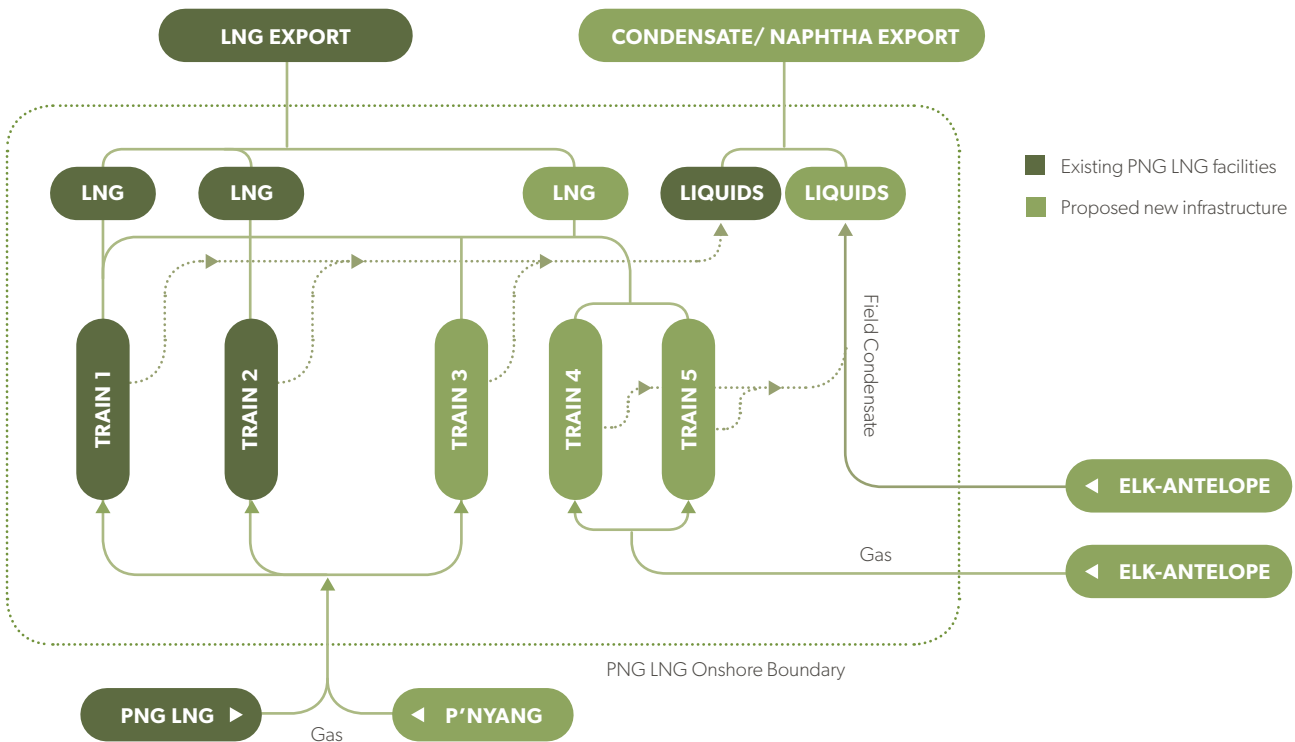 LNG EXPORT
CONDENSATE/ NAPHTHA EXPORT
Existing PNG LNG facilities
Proposed new infrastructure
LNG
LNG
LNG
LIQUIDS
LIQUIDS
TRAIN 1
TRAIN 2
TRAIN 3
TRAIN 4
TRAIN 5
Field Condensate
ELK-ANTELOPE
Gas
ELK-ANTELOPE
PNG LNG Onshore Boundary
PNG LNG
P'NYANG
Gas